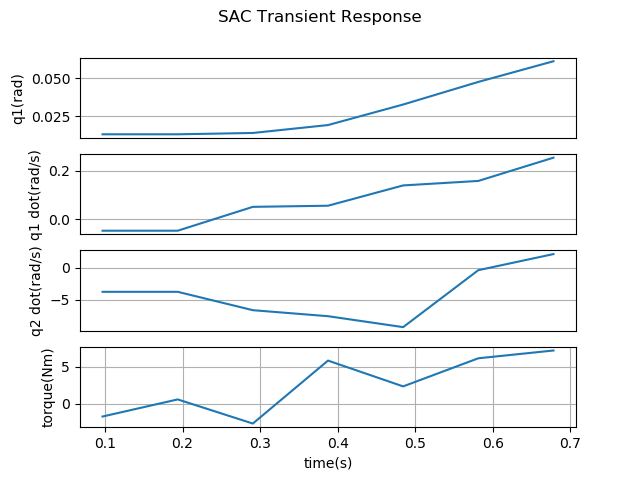 SAC Transient Response
q1(rad)
0.050
0.025
q1 dot(rad/s)
0.2
0.0
q2 dot(rad/s)
0
−5
torque(Nm)
5
0
0.1 0.2 0.3 0.4 0.5 0.6 0.7
time(s)